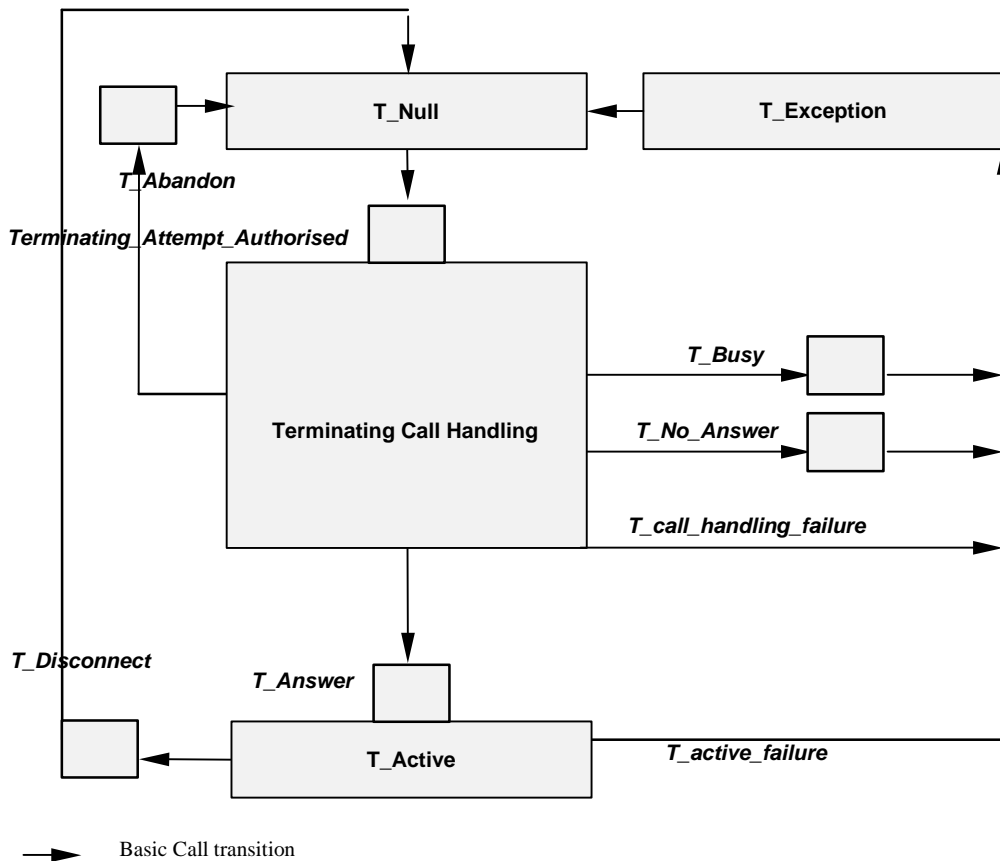 T_Null
T_Exception
T_Abandon
Terminating_Attempt_Authorised
T_Busy
Terminating Call Handling
T_No_Answer
T_call_handling_failure
T_Disconnect
T_Answer
T_Active
T_active_failure
Basic Call transition